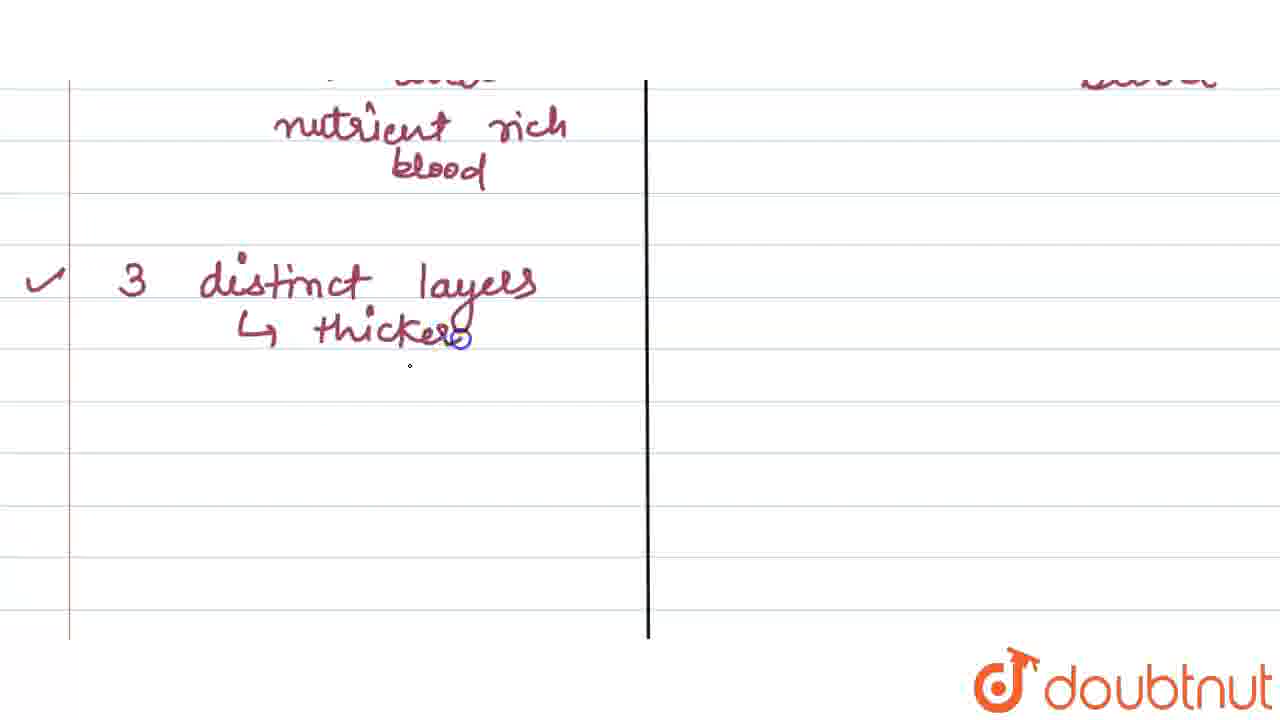 nutrient rich
blood
✓ 3 distinct layers
↳ thicker
doubtnut